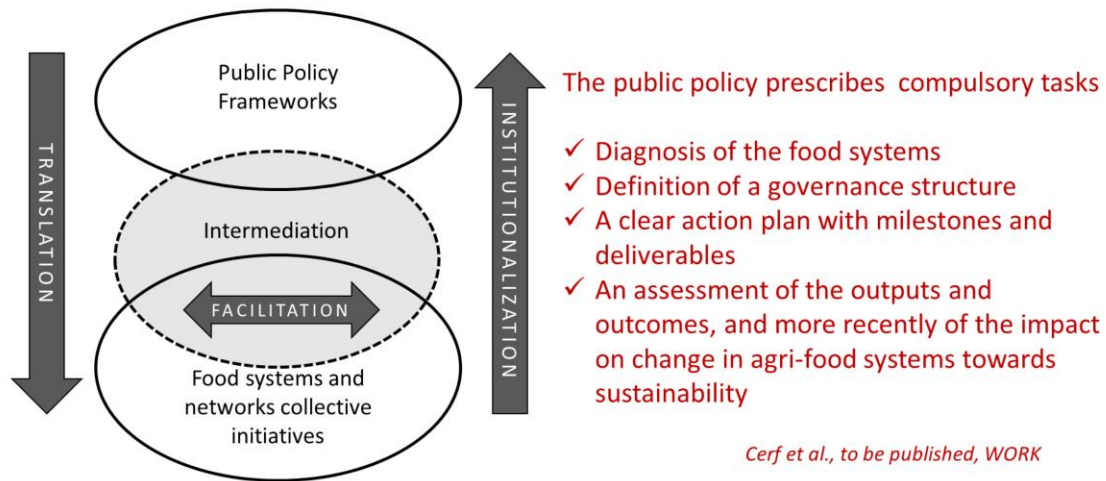 Public Policy
Frameworks
TRANSLATION
Intermediation
FACILITATION
Food systems and
networks collective
initiatives
INSTITUTIONALIZATION
The public policy prescribes compulsory tasks
✓ Diagnosis of the food systems
✓ Definition of a governance structure
✓ A clear action plan with milestones and
deliverables
✓ An assessment of the outputs and
outcomes, and more recently of the impact
on change in agri-food systems towards
sustainability
Cerf et al., to be published, WORK